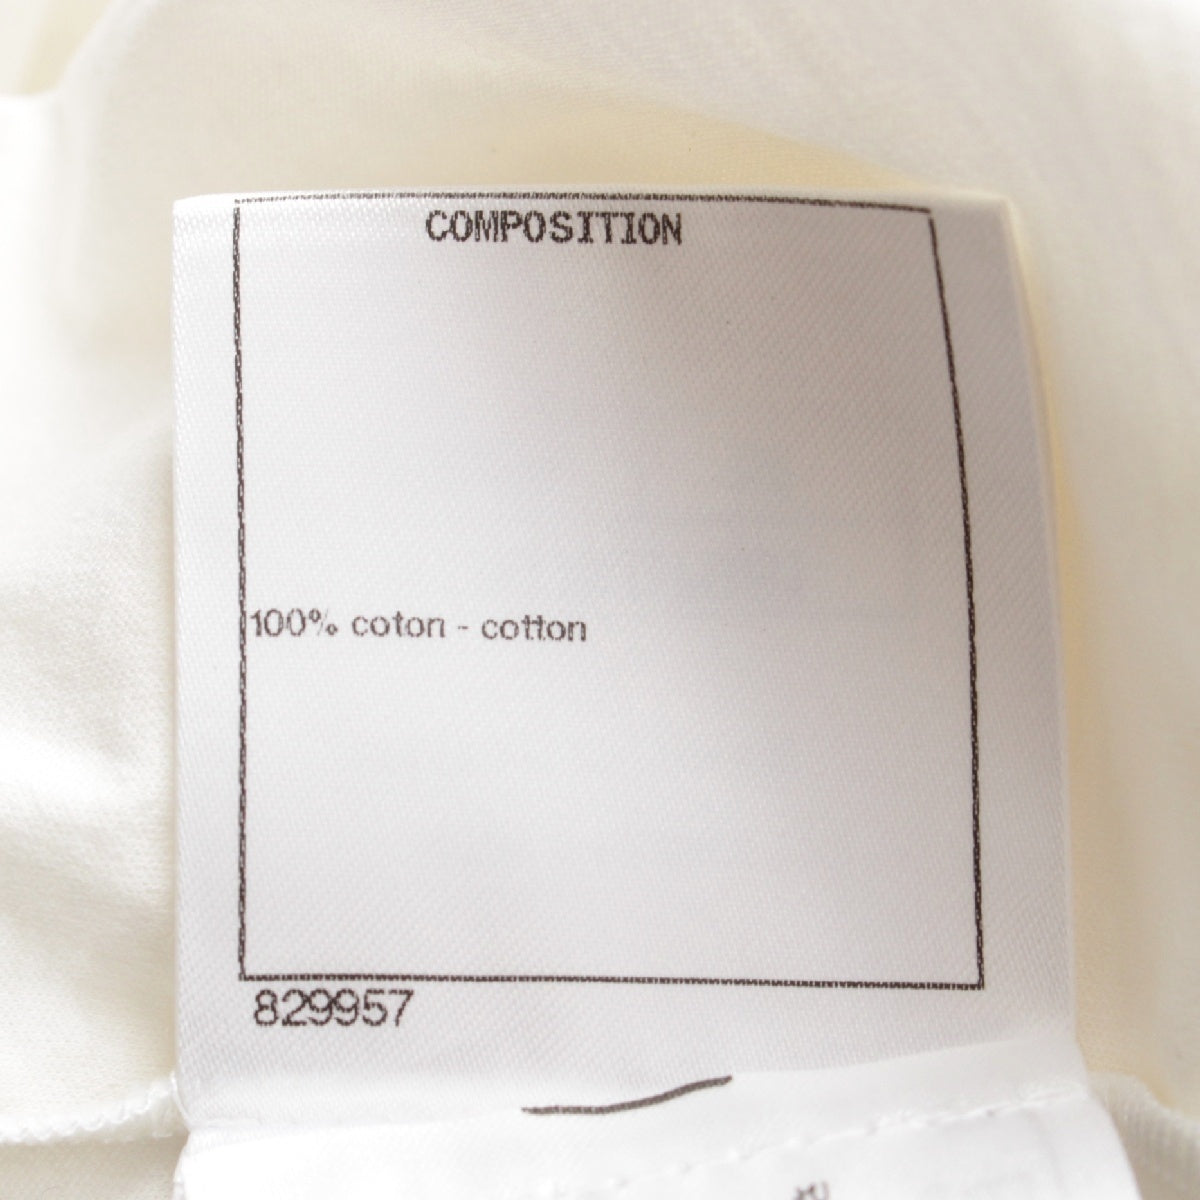 COMPOSITION
100% coton - cotton
829957